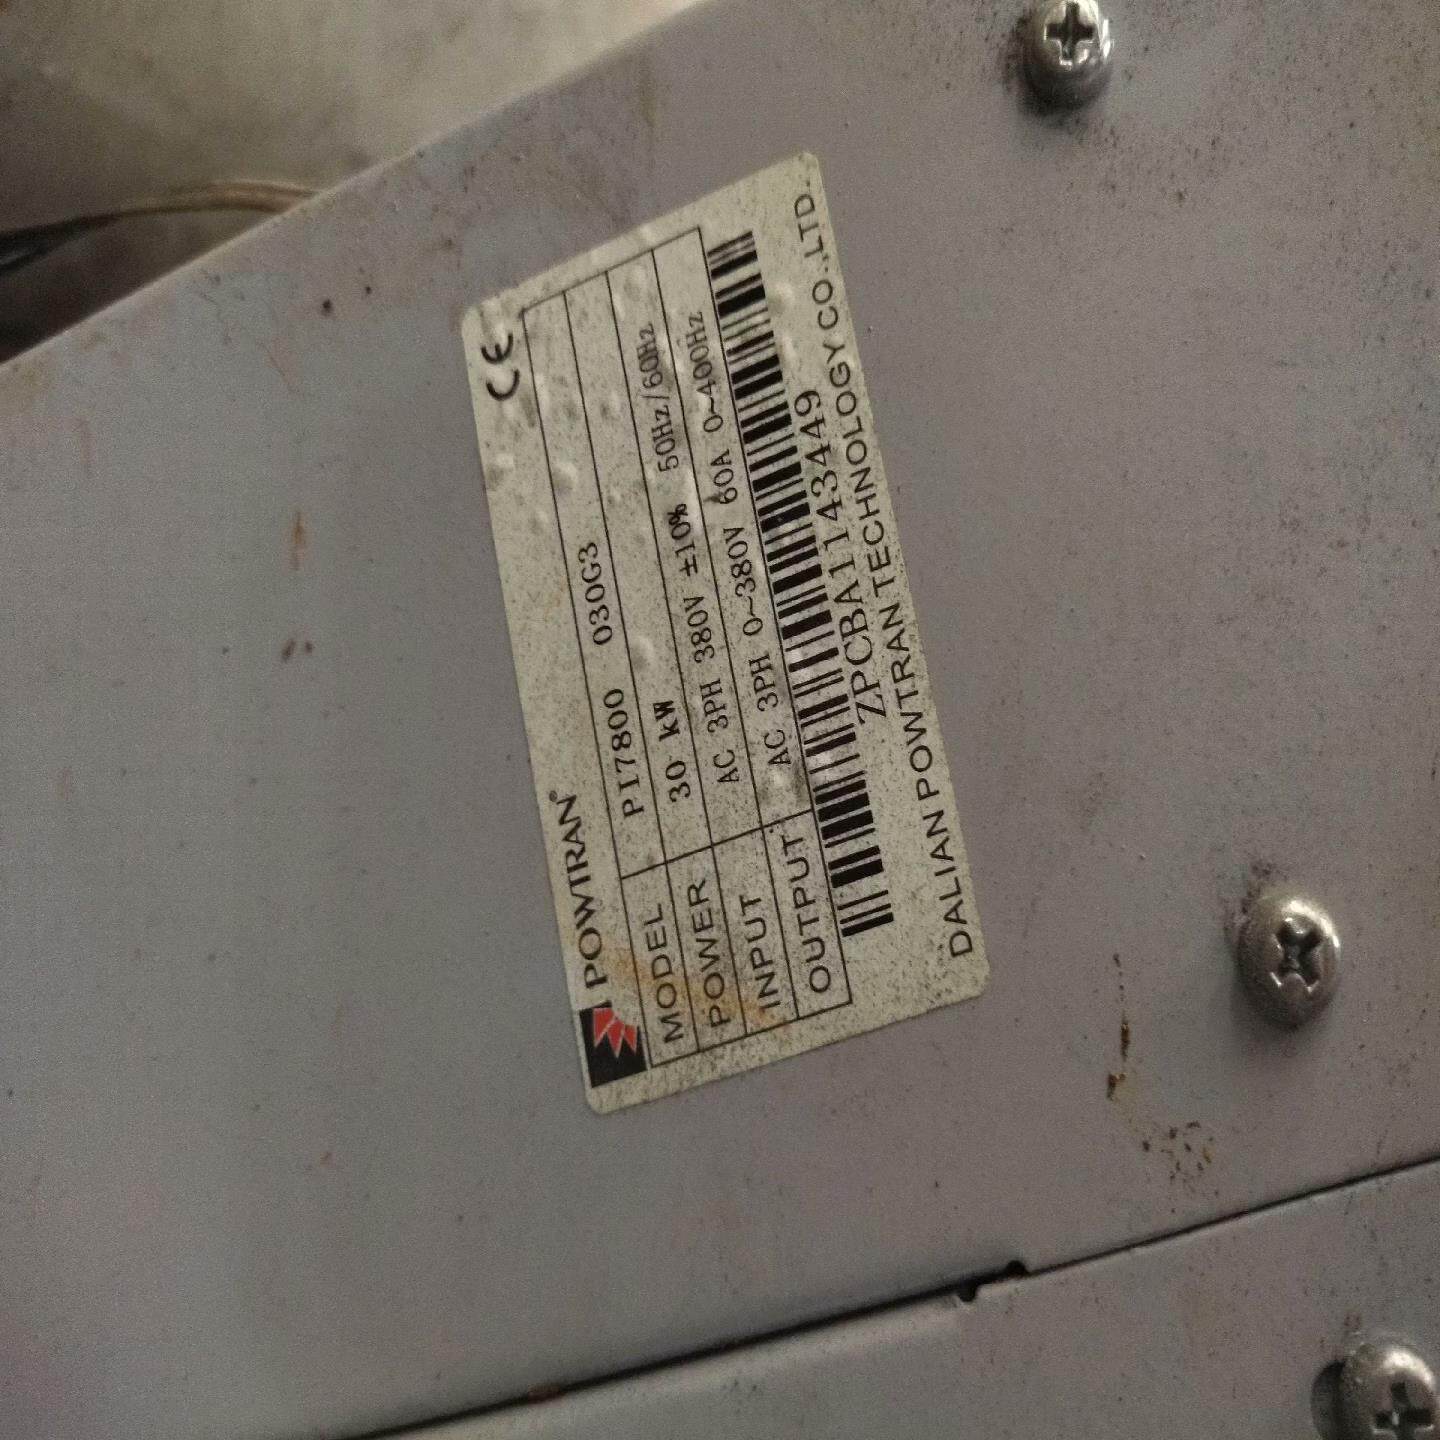 POWTRAN® CE
MODEL PI7800 030G3
POWER 30 kW
INPUT AC 3PH 380V ±10% 50Hz/60Hz
OUTPUT AC 3PH 0~380V 60A 0~400Hz
ZPCBA1143449
DALIAN POWTRAN TECHNOLOGY CO.,LTD.